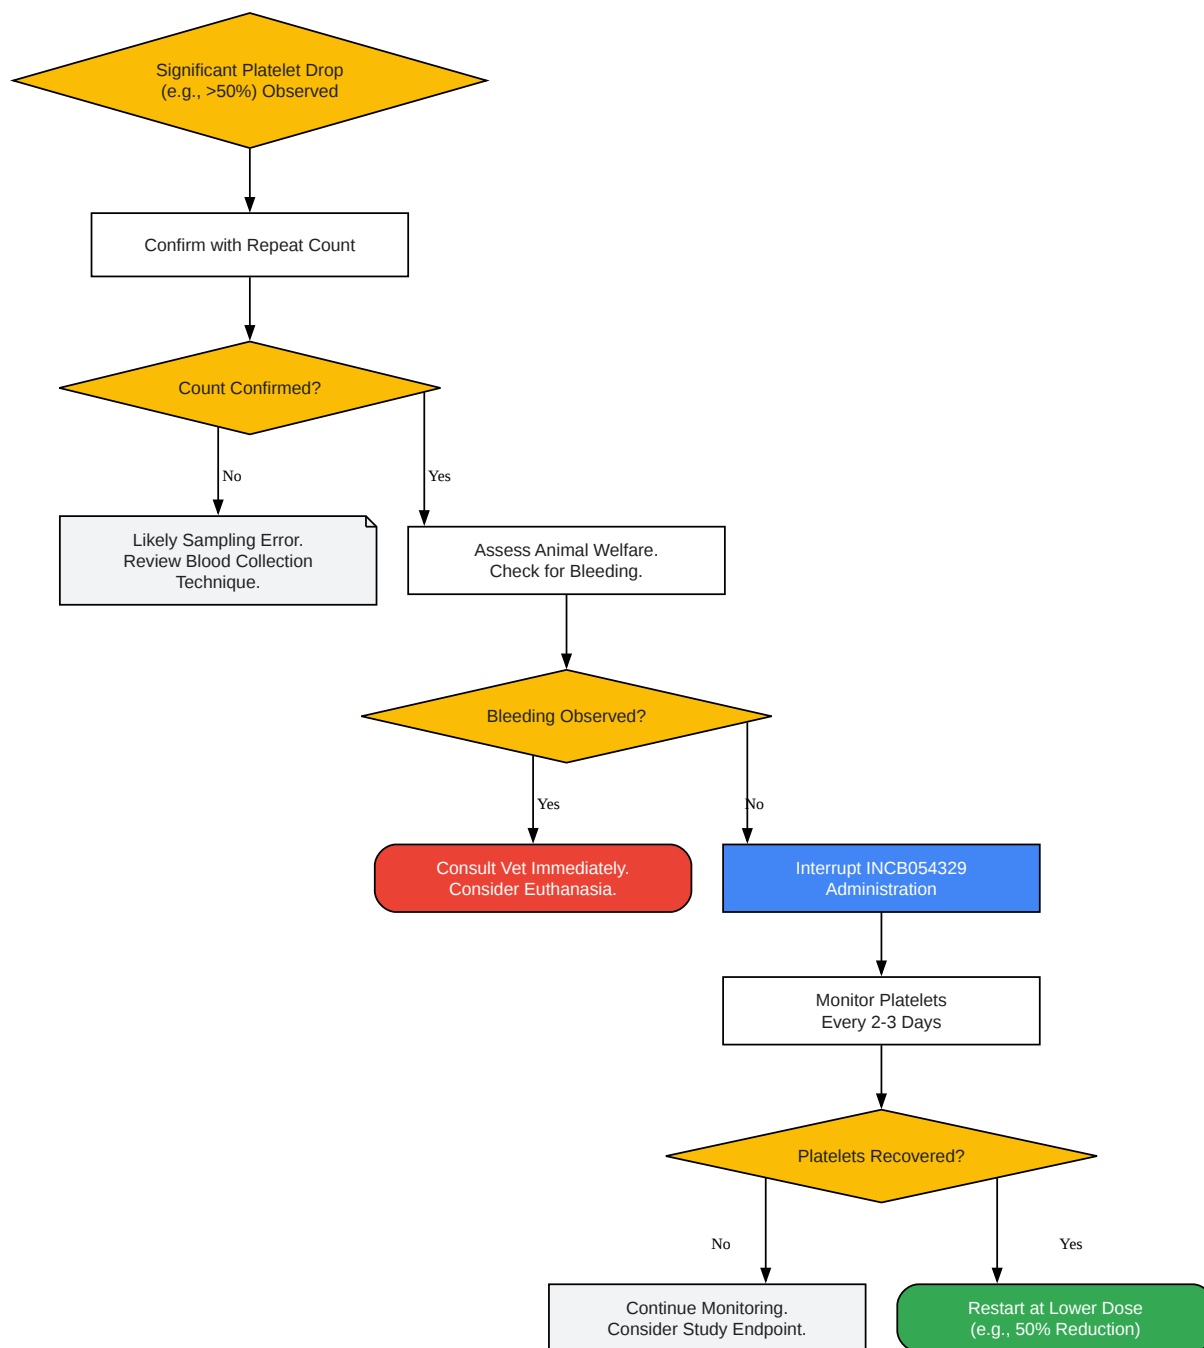 Significant Platelet Drop
(e.g., >50%) Observed
Confirm with Repeat Count
Count Confirmed?
No
Yes
Likely Sampling Error.
Review Blood Collection
Technique.
Assess Animal Welfare.
Check for Bleeding.
Bleeding Observed?
Yes
No
Consult Vet Immediately.
Consider Euthanasia.
Interrupt INCB054329
Administration
Monitor Platelets
Every 2-3 Days
Platelets Recovered?
No
Yes
Continue Monitoring.
Consider Study Endpoint.
Restart at Lower Dose
(e.g., 50% Reduction)